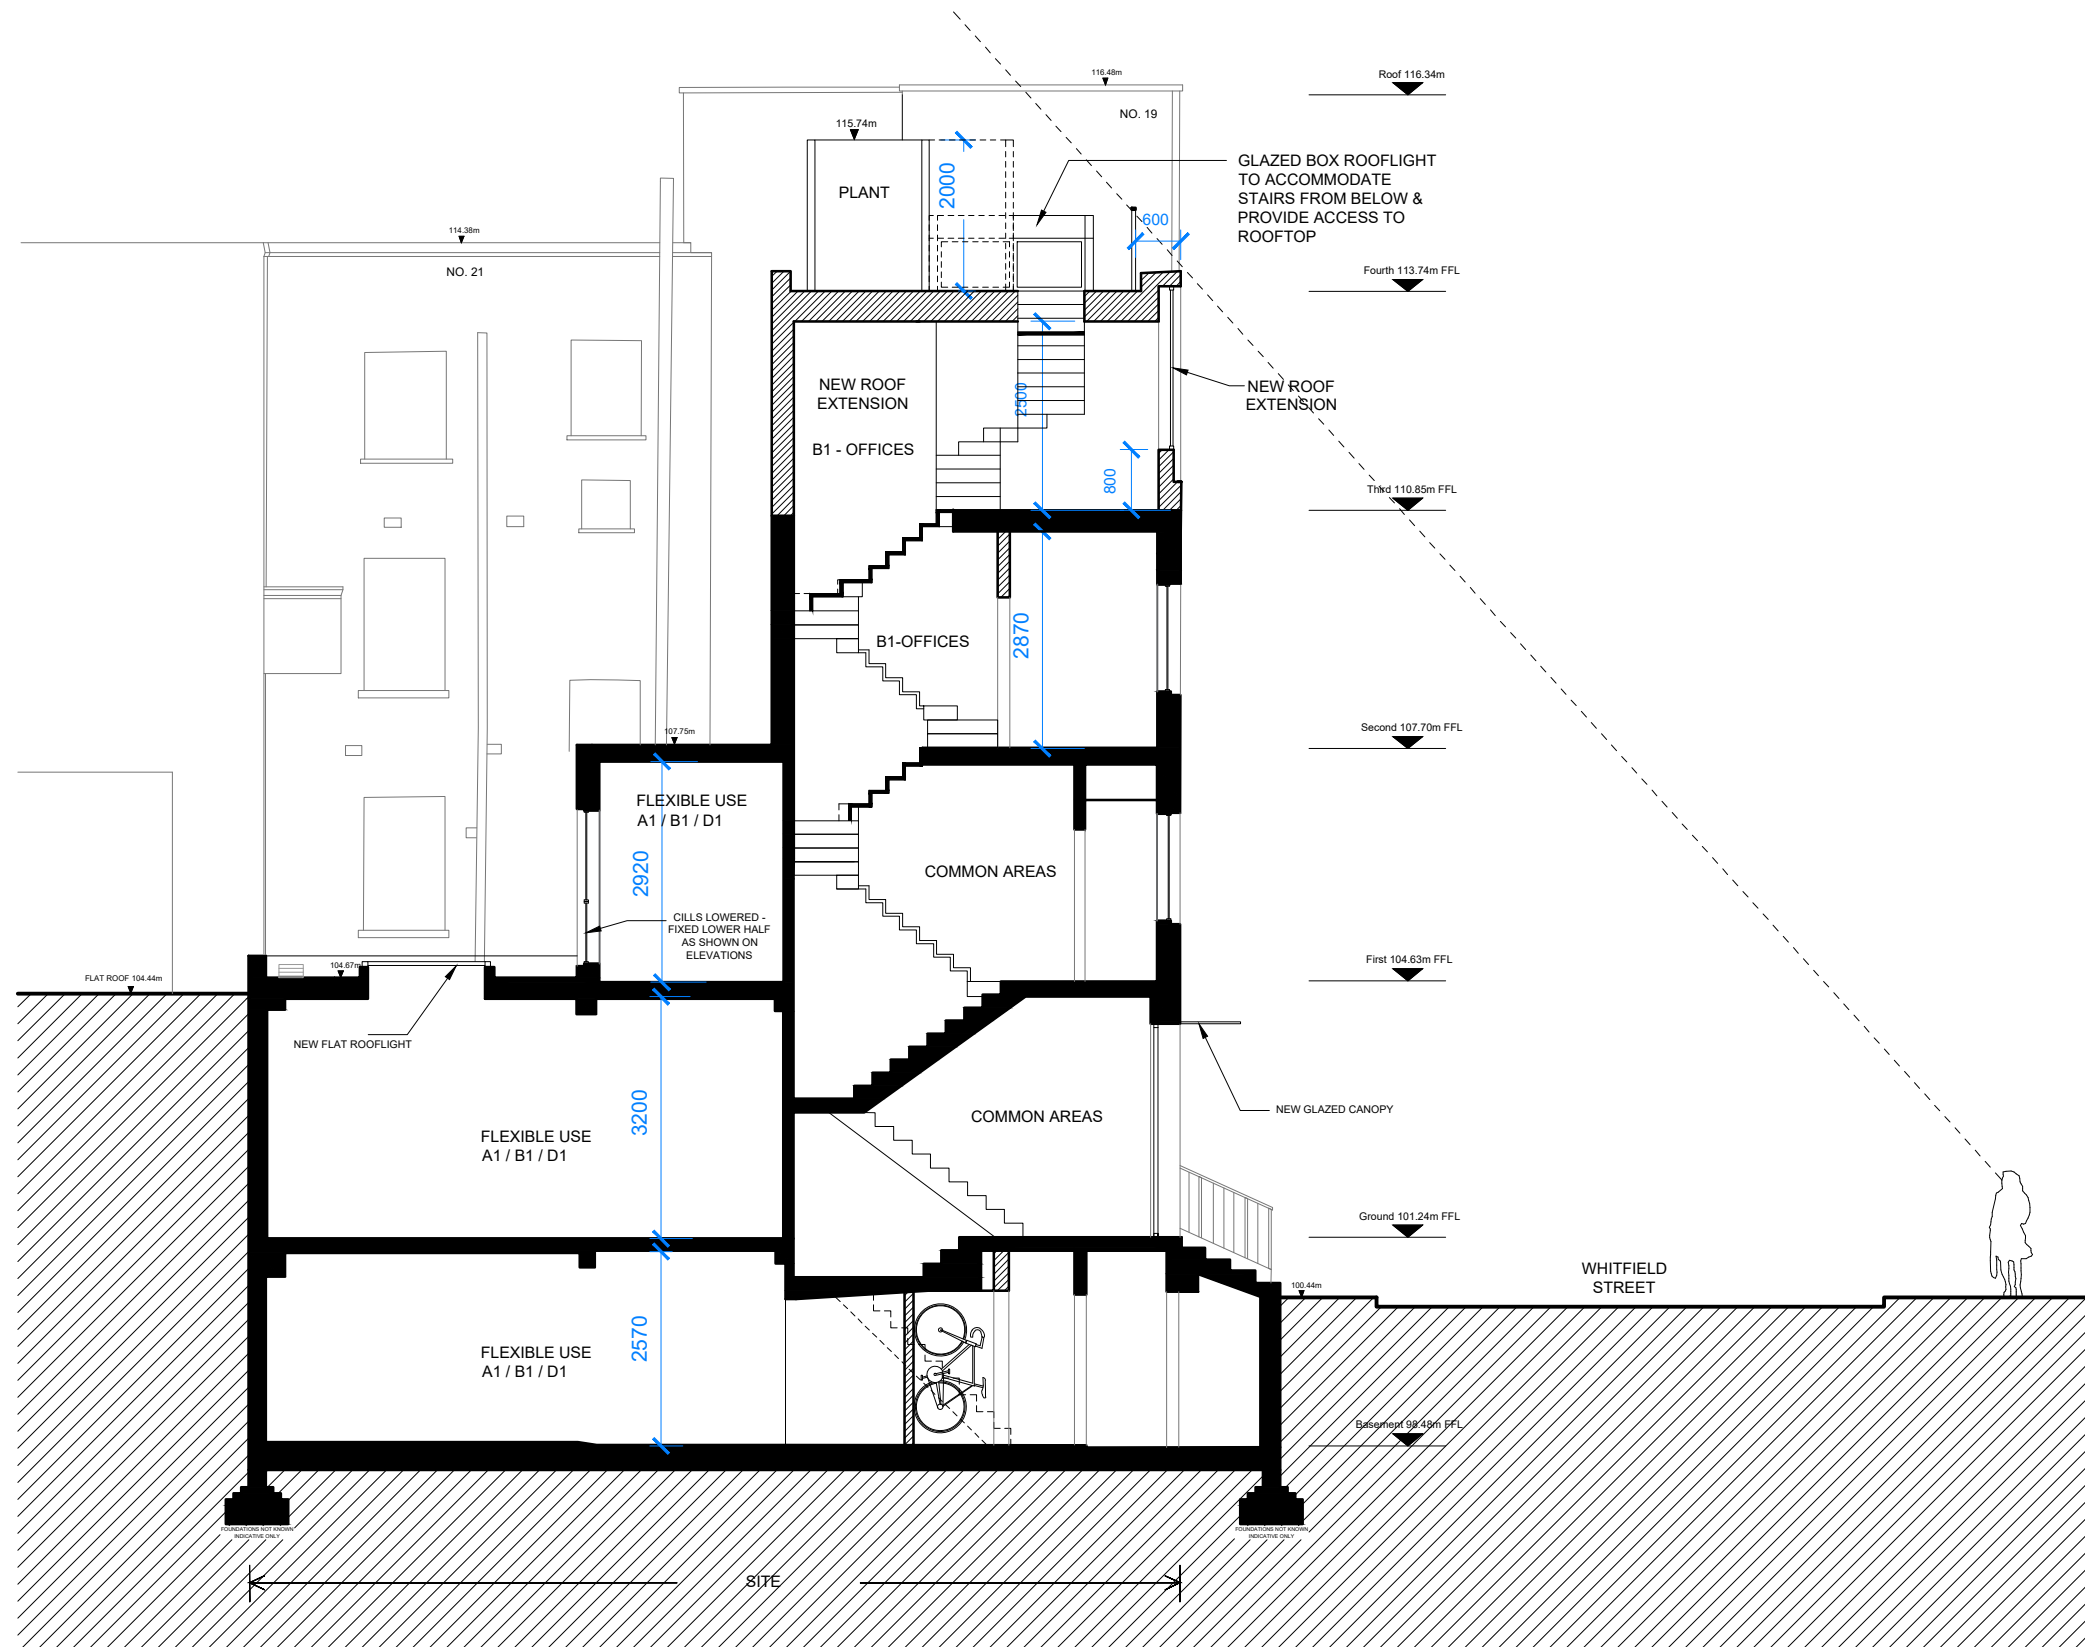 116.48m
Roof 116.34m
NO. 19
115.74m
PLANT
2000
GLAZED BOX ROOFLIGHT
TO ACCOMMODATE
STAIRS FROM BELOW &
PROVIDE ACCESS TO
ROOFTOP
600
114.38m
NO. 21
Fourth 113.74m FFL
NEW ROOF
EXTENSION
B1 - OFFICES
2500
NEW ROOF
EXTENSION
800
Third 110.85m FFL
B1-OFFICES
2870
107.75m
Second 107.70m FFL
FLEXIBLE USE
A1 / B1 / D1
2920
COMMON AREAS
CILLS LOWERED -
FIXED LOWER HALF
AS SHOWN ON
ELEVATIONS
104.67m
FLAT ROOF 104.44m
First 104.63m FFL
NEW FLAT ROOFLIGHT
3200
FLEXIBLE USE
A1 / B1 / D1
COMMON AREAS
NEW GLAZED CANOPY
Ground 101.24m FFL
WHITFIELD
STREET
100.44m
FLEXIBLE USE
A1 / B1 / D1
2570
Basement 98.48m FFL
FOUNDATIONS NOT KNOWN
INDICATIVE ONLY
FOUNDATIONS NOT KNOWN
INDICATIVE ONLY
SITE